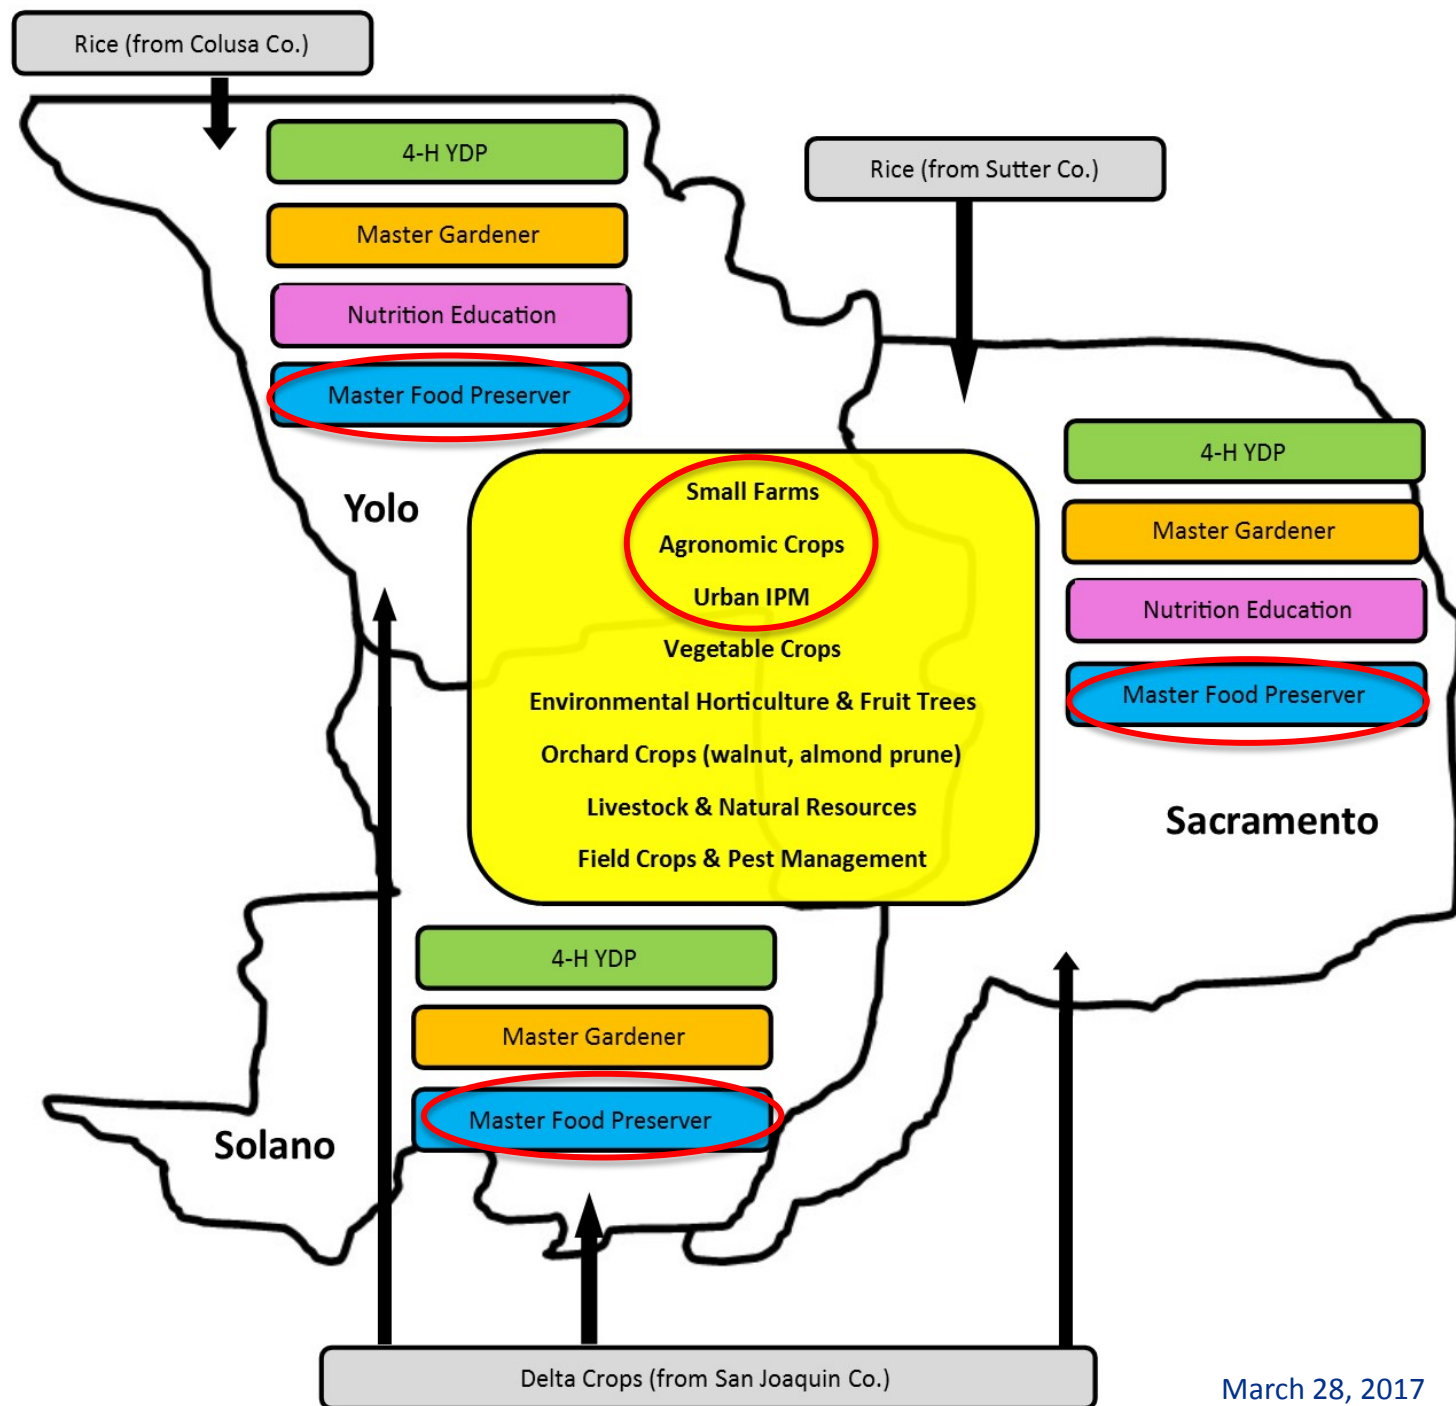 Rice (from Colusa Co.)
4-H YDP
Master Gardener
Nutrition Education
Master Food Preserver
Yolo
Rice (from Sutter Co.)
4-H YDP
Master Gardener
Nutrition Education
Master Food Preserver
Sacramento
Small Farms
Agronomic Crops
Urban IPM
Vegetable Crops
Environmental Horticulture & Fruit Trees
Orchard Crops (walnut, almond prune)
Livestock & Natural Resources
Field Crops & Pest Management
4-H YDP
Master Gardener
Master Food Preserver
Solano
Delta Crops (from San Joaquin Co.)
March 28, 2017